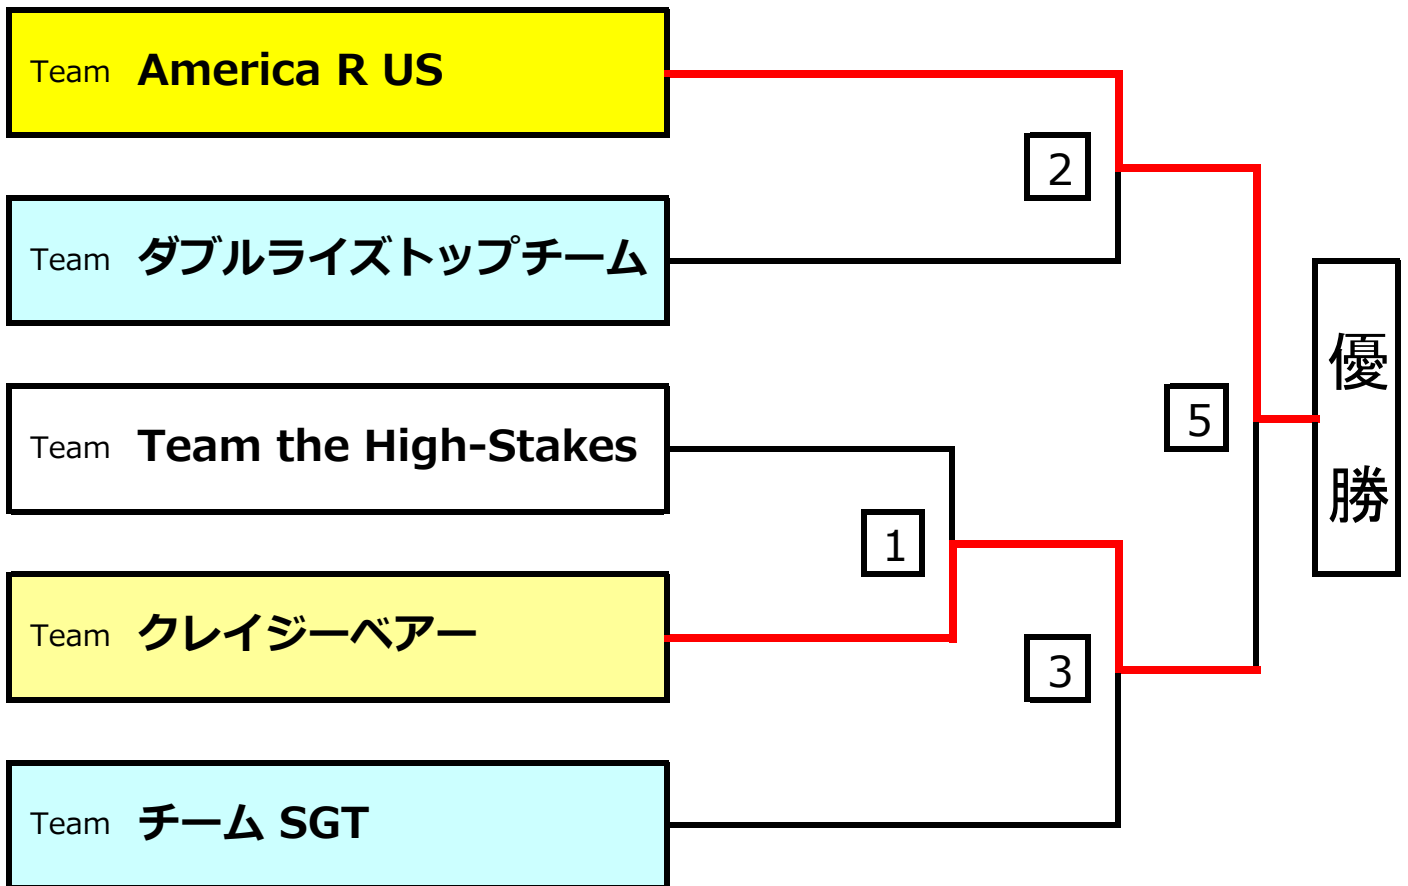 Team America R US
2
Team ダブルライズトップチーム
優勝
5
Team Team the High-Stakes
1
Team クレイジーベアー
3
Team チーム SGT